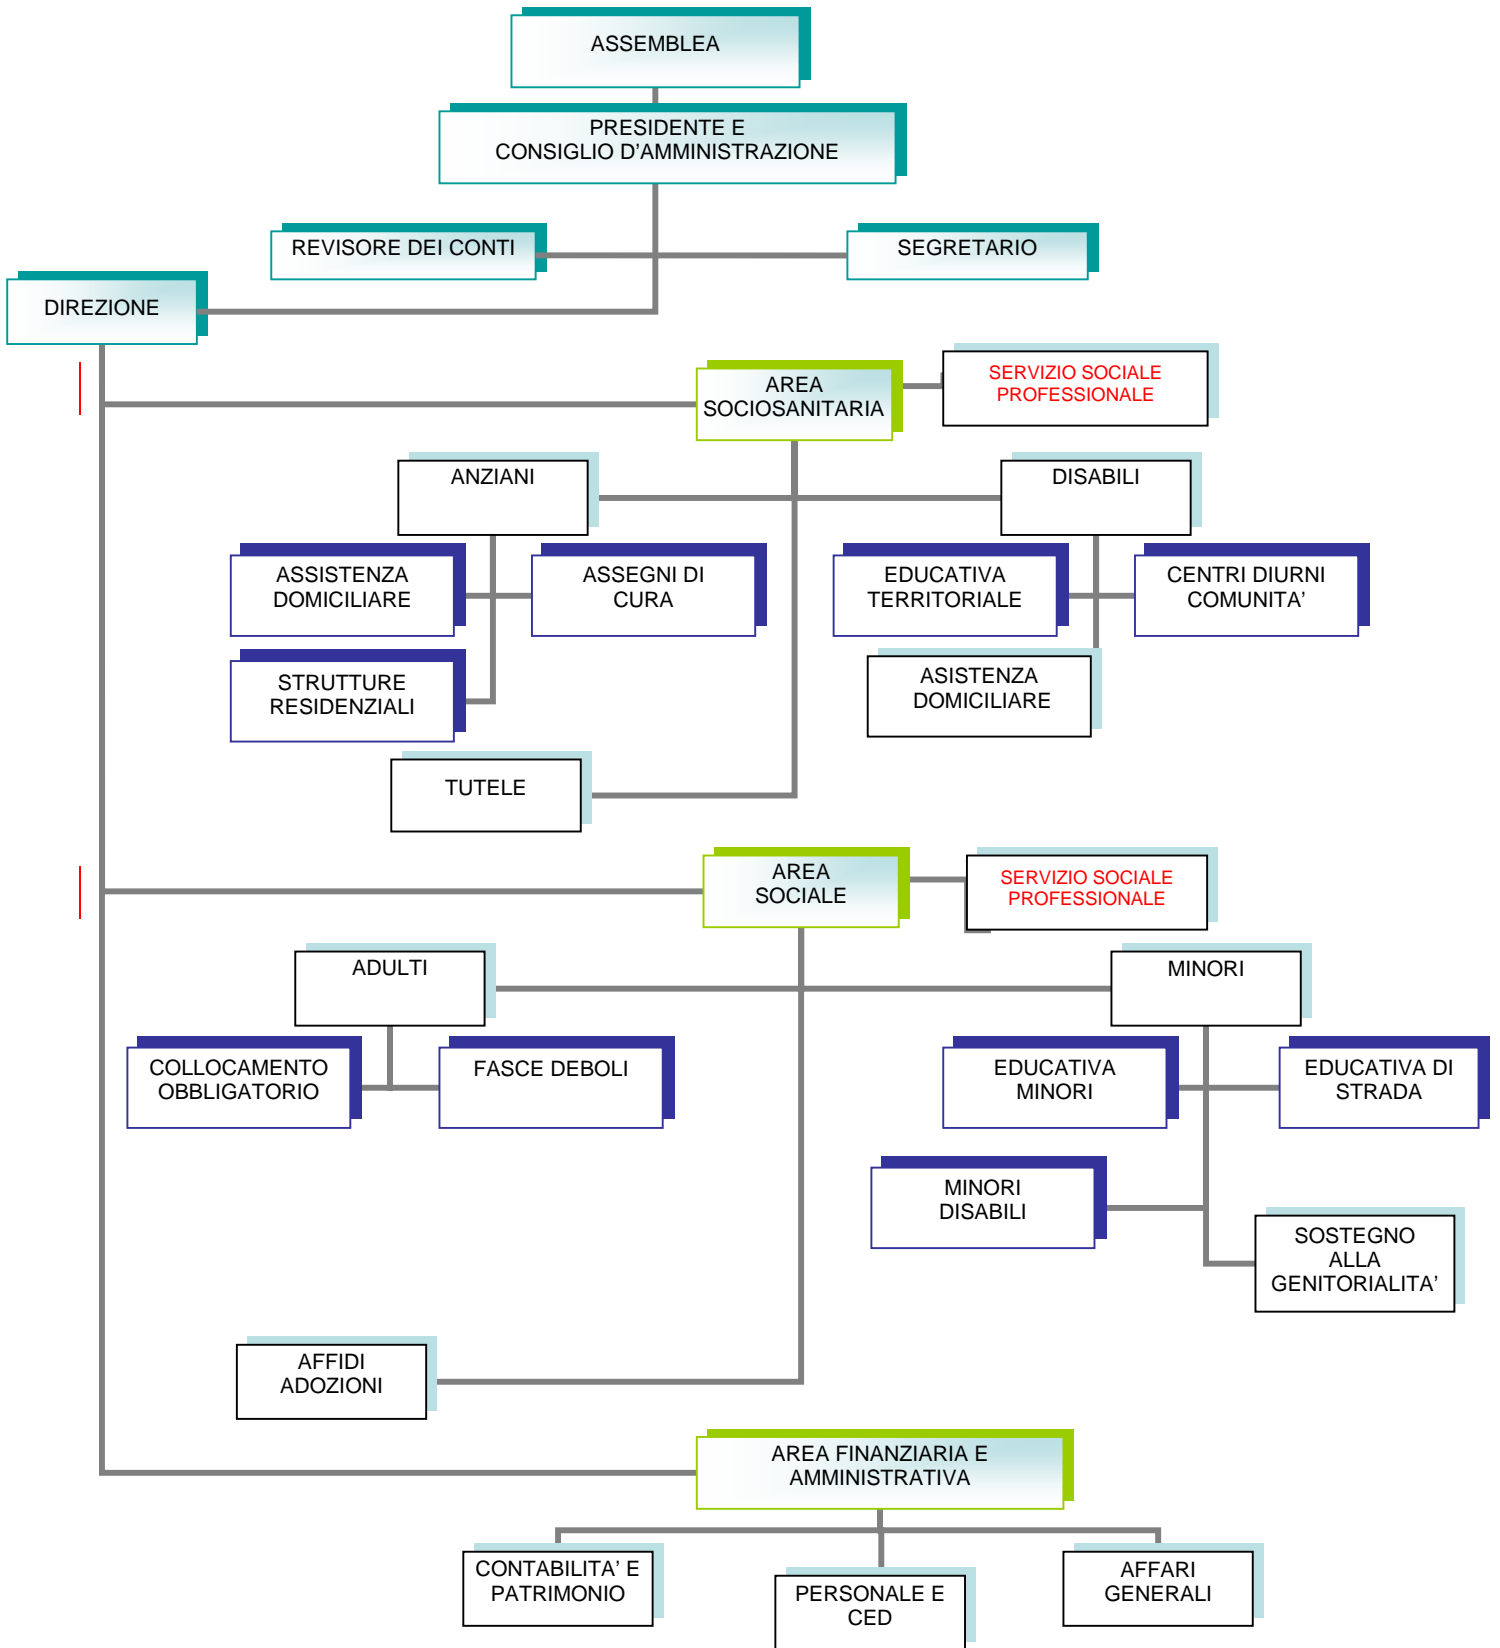 ASSEMBLEA
PRESIDENTE E
CONSIGLIO D'AMMINISTRAZIONE
REVISORE DEI CONTI
SEGRETARIO
DIREZIONE
AREA
SOCIOSANITARIA
SERVIZIO SOCIALE
PROFESSIONALE
ANZIANI
DISABILI
ASSISTENZA
DOMICILIARE
ASSEGNI DI
CURA
EDUCATIVA
TERRITORIALE
CENTRI DIURNI
COMUNITA'
STRUTTURE
RESIDENZIALI
ASISTENZA
DOMICILIARE
TUTELE
AREA
SOCIALE
SERVIZIO SOCIALE
PROFESSIONALE
ADULTI
MINORI
COLLOCAMENTO
OBBLIGATORIO
FASCE DEBOLI
EDUCATIVA
MINORI
EDUCATIVA DI
STRADA
MINORI
DISABILI
SOSTEGNO
ALLA
GENITORIALITA'
AFFIDI
ADOZIONI
AREA FINANZIARIA E
AMMINISTRATIVA
CONTABILITA' E
PATRIMONIO
PERSONALE E
CED
AFFARI
GENERALI